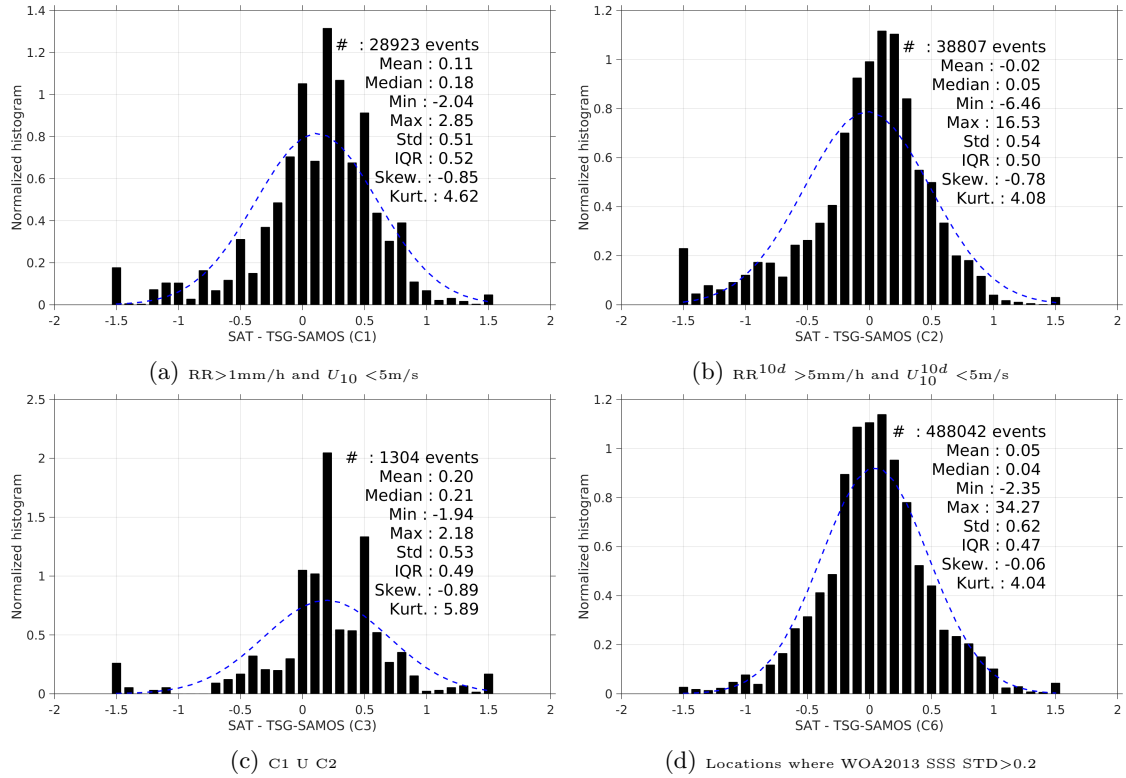 1.4
1.2
1
0.8
0.6
0.4
0.2
0
Normalized histogram
# : 28923 events
Mean : 0.11
Median : 0.18
Min : -2.04
Max : 2.85
Std : 0.51
IQR : 0.52
Skew. : -0.85
Kurt. : 4.62
-2 -1.5 -1 -0.5 0 0.5 1 1.5 2
SAT - TSG-SAMOS (C1)
(a) RR>1mm/h and U10 <5m/s
1.2
1
0.8
0.6
0.4
0.2
0
Normalized histogram
# : 38807 events
Mean : -0.02
Median : 0.05
Min : -6.46
Max : 16.53
Std : 0.54
IQR : 0.50
Skew. : -0.78
Kurt. : 4.08
-2 -1.5 -1 -0.5 0 0.5 1 1.5 2
SAT - TSG-SAMOS (C2)
(b) RR^10d >5mm/h and U10^10d <5m/s
2.5
2
1.5
1
0.5
0
Normalized histogram
# : 1304 events
Mean : 0.20
Median : 0.21
Min : -1.94
Max : 2.18
Std : 0.53
IQR : 0.49
Skew. : -0.89
Kurt. : 5.89
-2 -1.5 -1 -0.5 0 0.5 1 1.5 2
SAT - TSG-SAMOS (C3)
(c) C1 U C2
1.2
1
0.8
0.6
0.4
0.2
0
Normalized histogram
# : 488042 events
Mean : 0.05
Median : 0.04
Min : -2.35
Max : 34.27
Std : 0.62
IQR : 0.47
Skew. : -0.06
Kurt. : 4.04
-2 -1.5 -1 -0.5 0 0.5 1 1.5 2
SAT - TSG-SAMOS (C6)
(d) Locations where WOA2013 SSS STD>0.2